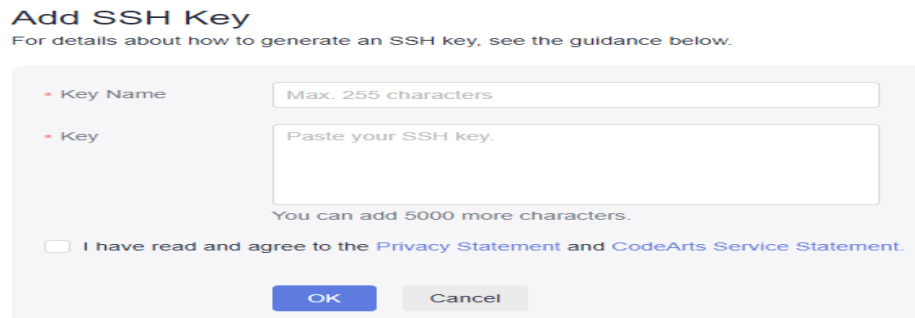 Add SSH Key
For details about how to generate an SSH key, see the guidance below.
* Key Name
Max. 255 characters
* Key
Paste your SSH key.
You can add 5000 more characters.
I have read and agree to the Privacy Statement and CodeArts Service Statement.
OK Cancel